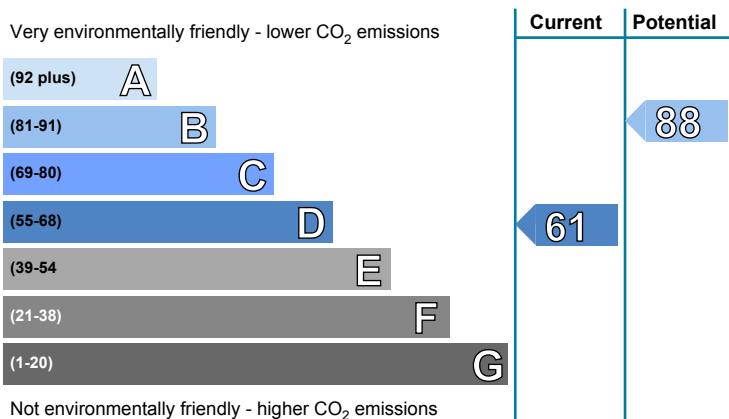 Current Potential
Very environmentally friendly - lower CO₂ emissions
(92 plus) A
(81-91) B
88
(69-80) C
(55-68) D
61
(39-54 E
(21-38) F
(1-20) G
Not environmentally friendly - higher CO₂ emissions